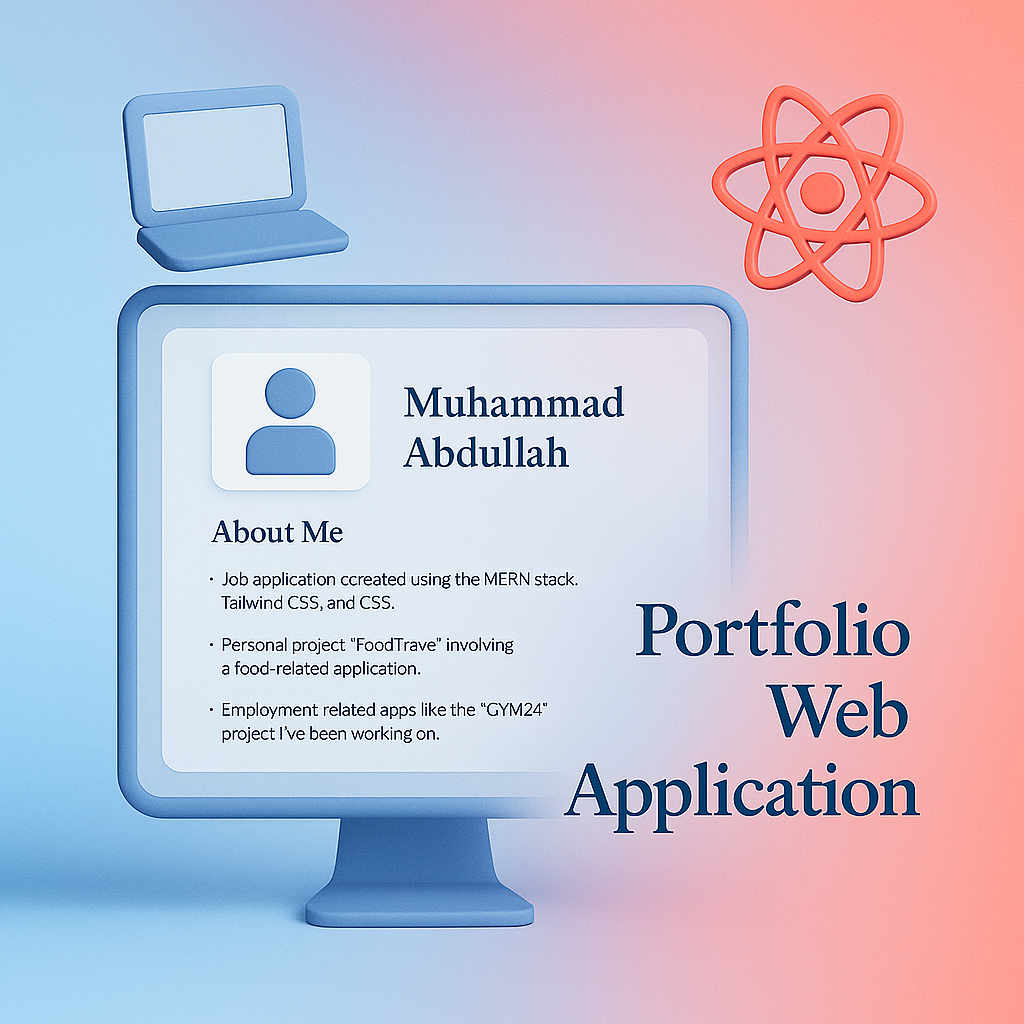 Muhammad
Abdullah
About Me
· Job application ccreated using the MERN stack.
Tailwind CSS, and CSS.
· Personal project "FoodTrave" involving
a food-related application.
· Employment related apps like the "GYM24"
project I've been working on.
Portfolio
Web
Application